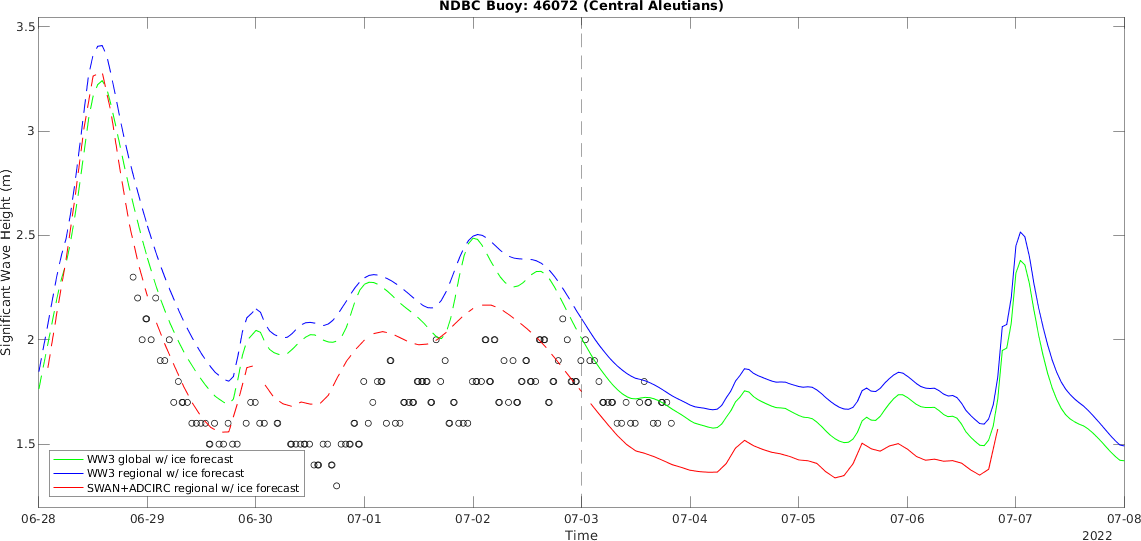 NDBC Buoy: 46072 (Central Aleutians)
3.5
3
2.5
2
1.5
Significant Wave Height (m)
WW3 global w/ ice forecast
WW3 regional w/ ice forecast
SWAN+ADCIRC regional w/ ice forecast
06-28 06-29 06-30 07-01 07-02 07-03 07-04 07-05 07-06 07-07 07-08
Time
2022